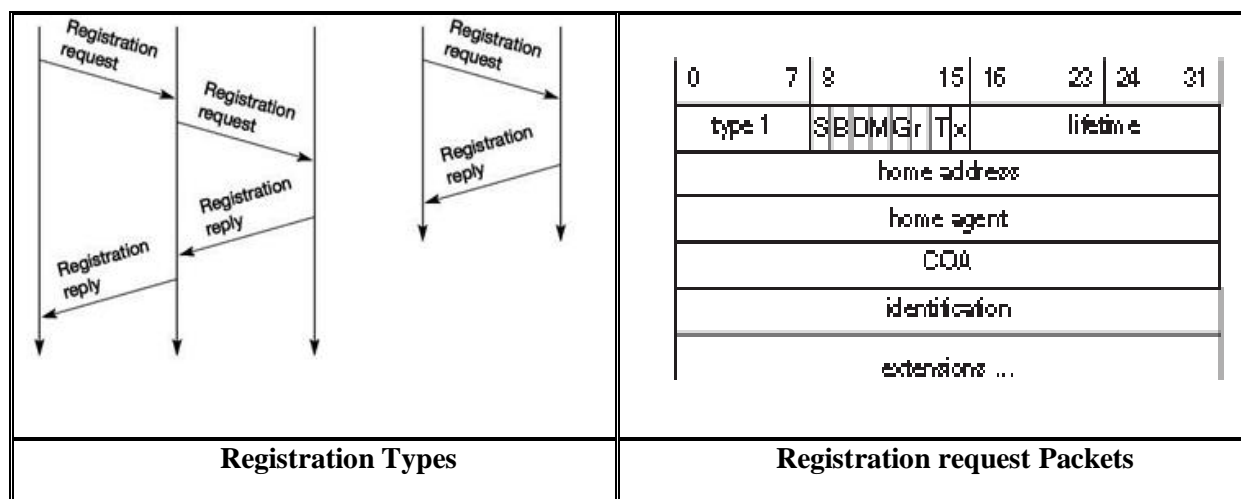 Registration
request
Registration
request
Registration
reply
Registration
reply
Registration
request
Registration
reply
0 7 8 15 16 23 24 31
type 1 S B D M G r T x lifetime
home address
home agent
COA
identification
extensions ...
Registration Types
Registration request Packets